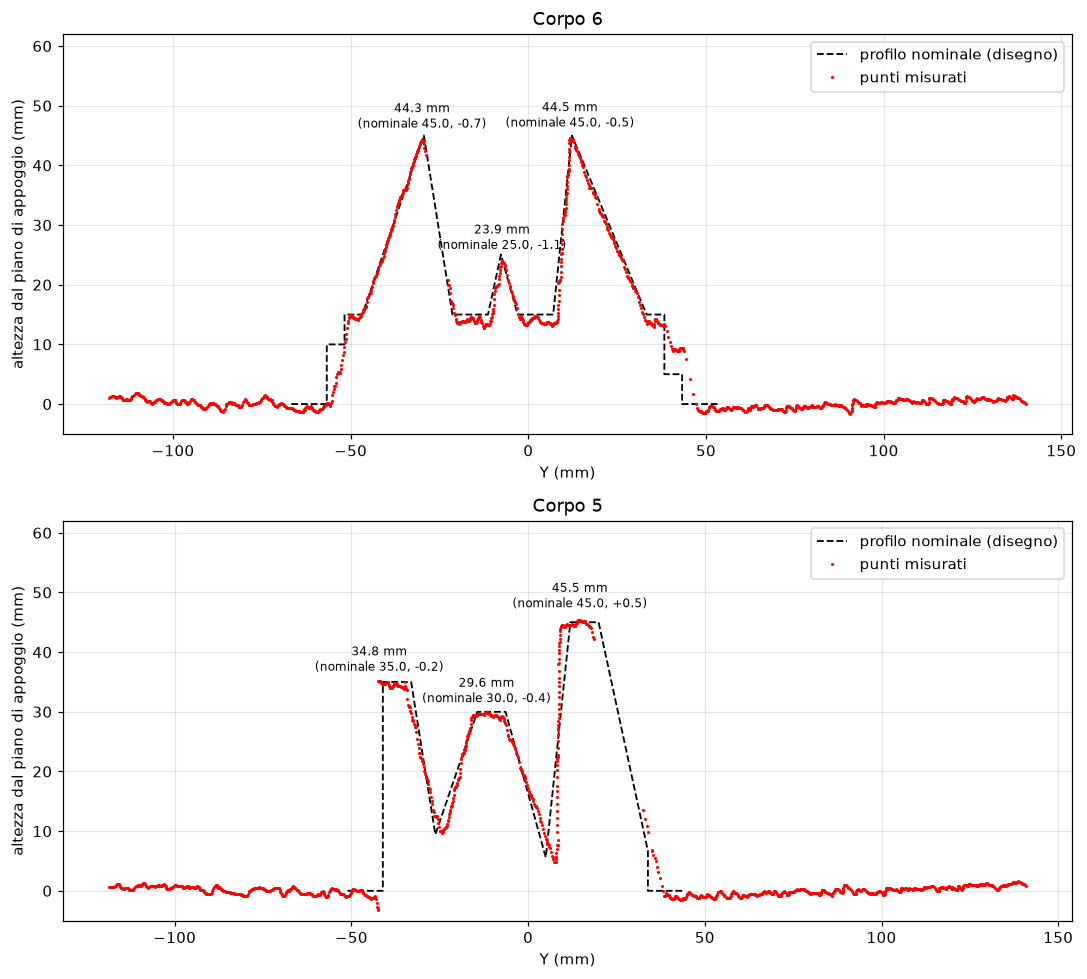 Corpo 6
60
50
40
30
20
10
0
altezza dal piano di appoggio (mm)
profilo nominale (disegno)
punti misurati
44.3 mm
(nominale 45.0, -0.7)
44.5 mm
(nominale 45.0, -0.5)
23.9 mm
(nominale 25.0, -1.1)
−100
−50
0
50
100
150
Y (mm)
Corpo 5
60
50
40
30
20
10
0
altezza dal piano di appoggio (mm)
profilo nominale (disegno)
punti misurati
45.5 mm
(nominale 45.0, +0.5)
34.8 mm
(nominale 35.0, -0.2)
29.6 mm
(nominale 30.0, -0.4)
−100
−50
0
50
100
150
Y (mm)